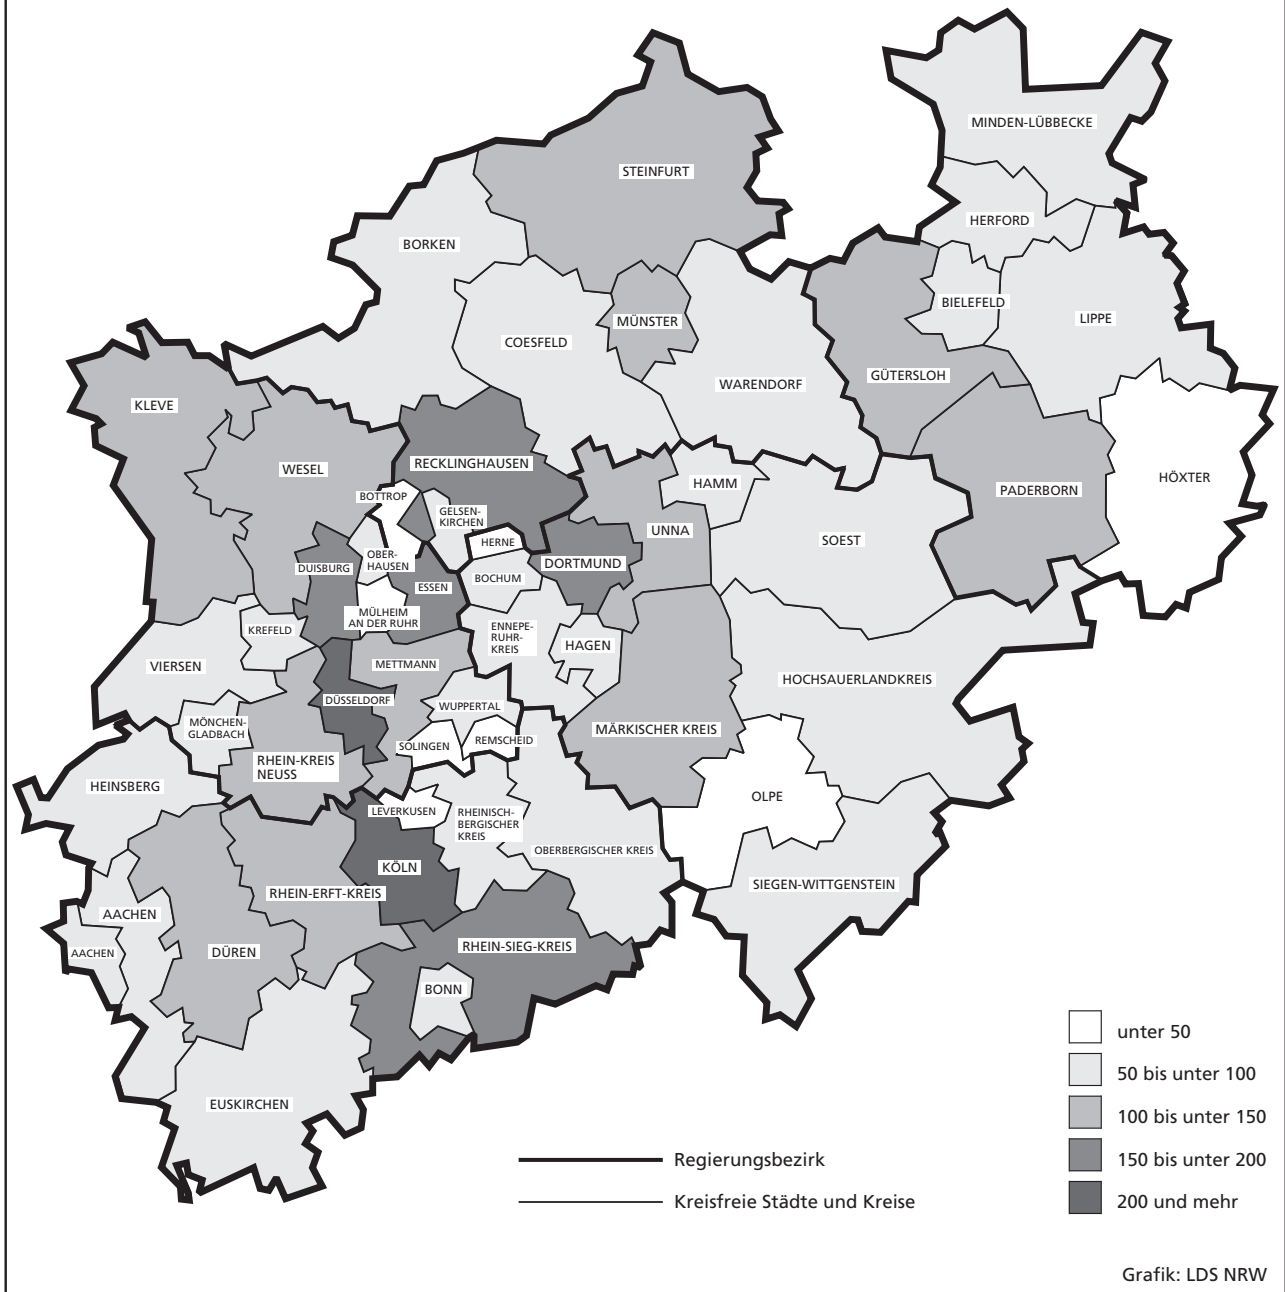 MINDEN-LÜBBECKE
STEINFURT
HERFORD
BORKEN
BIELEFELD
LIPPE
MÜNSTER
COESFELD
GÜTERSLOH
WARENDORF
KLEVE
RECKLINGHAUSEN
WESEL
HÖXTER
HAMM
PADERBORN
BOTTROP
GELSEN-
KIRCHEN
UNNA
SOEST
HERNE
OBER-
HAUSEN
DORTMUND
DUISBURG
BOCHUM
ESSEN
MÜLHEIM
AN DER RUHR
KREFELD
ENNEPE-
RUHR-
KREIS
HAGEN
VIERSEN
METTMANN
HOCHSAUERLANDKREIS
DÜSSELDORF
WUPPERTAL
MÖNCHEN-
GLADBACH
MÄRKISCHER KREIS
SOLINGEN
REMSCHEID
RHEIN-KREIS
NEUSS
HEINSBERG
OLPE
LEVERKUSEN
RHEINISCH-
BERGISCHER
KREIS
OBERBERGISCHER KREIS
KÖLN
SIEGEN-WITTGENSTEIN
RHEIN-ERFT-KREIS
AACHEN
RHEIN-SIEG-KREIS
DÜREN
AACHEN
BONN
EUSKIRCHEN
unter 50
50 bis unter 100
100 bis unter 150
150 bis unter 200
200 und mehr
Regierungsbezirk
Kreisfreie Städte und Kreise
Grafik: LDS NRW